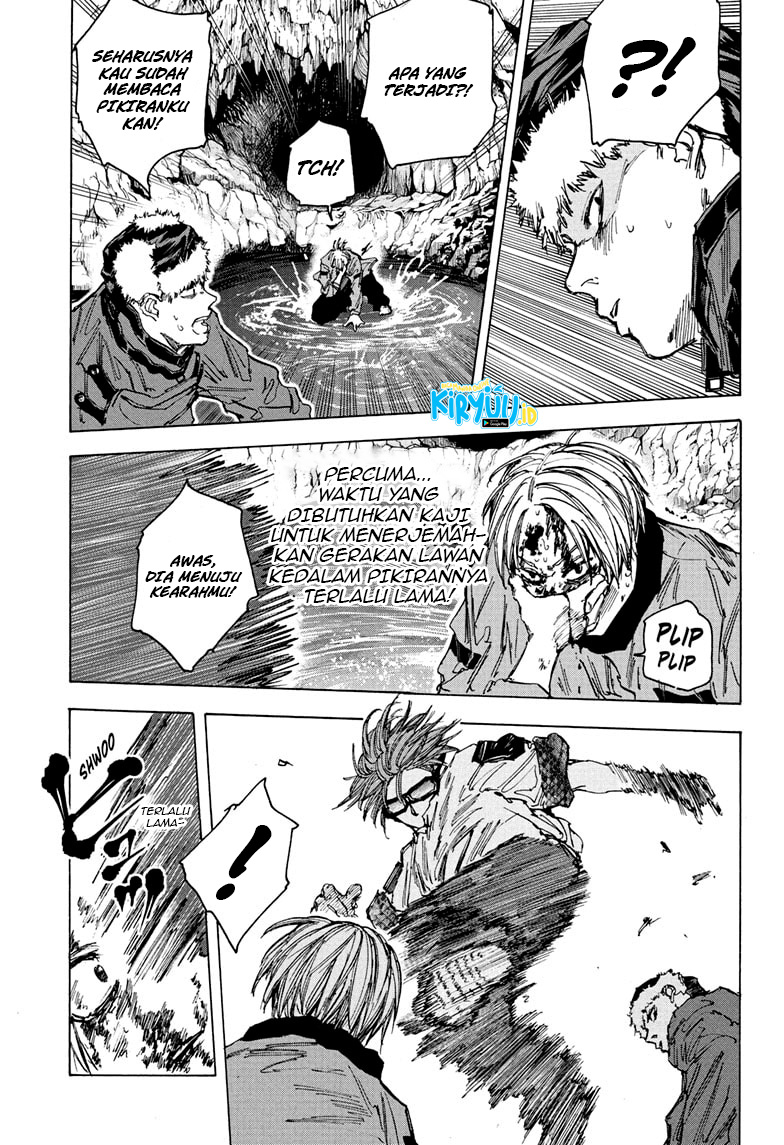 ?!
APA YANG
TERJADI?!
TCH!
SEHARUSNYA
KAU SUDAH
MEMBACA
PIKIRANKU
KAN!
KIRYUU.ID
PERCUMA...
WAKTU YANG
DIBUTUHKAN KAJI
UNTUK MENERJEMAH-
KAN GERAKAN LAWAN
KEDALAM PIKIRANNYA
TERLALU LAMA!
PLIP
PLIP
AWAS,
DIA MENUJU
KEARAHMU!
!
SHWOO
TERLALU
LAMA-